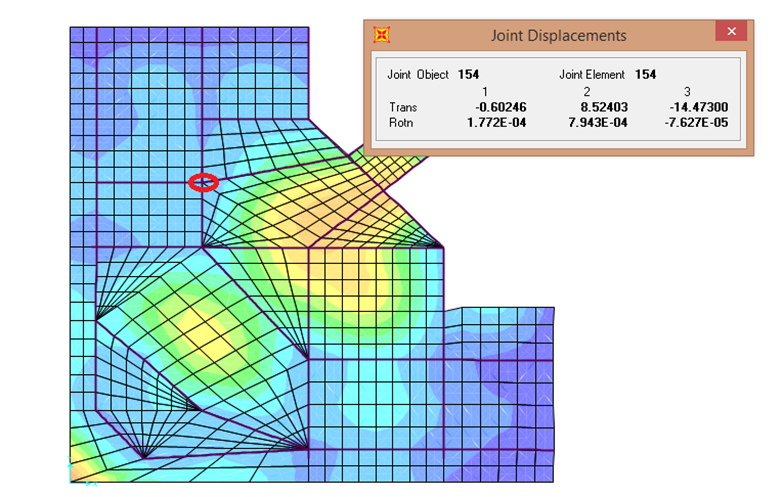 Joint Displacements
Joint Object 154 Joint Element 154
1 2 3
Trans -0.60246 8.52403 -14.47300
Rotn 1.772E-04 7.943E-04 -7.627E-05